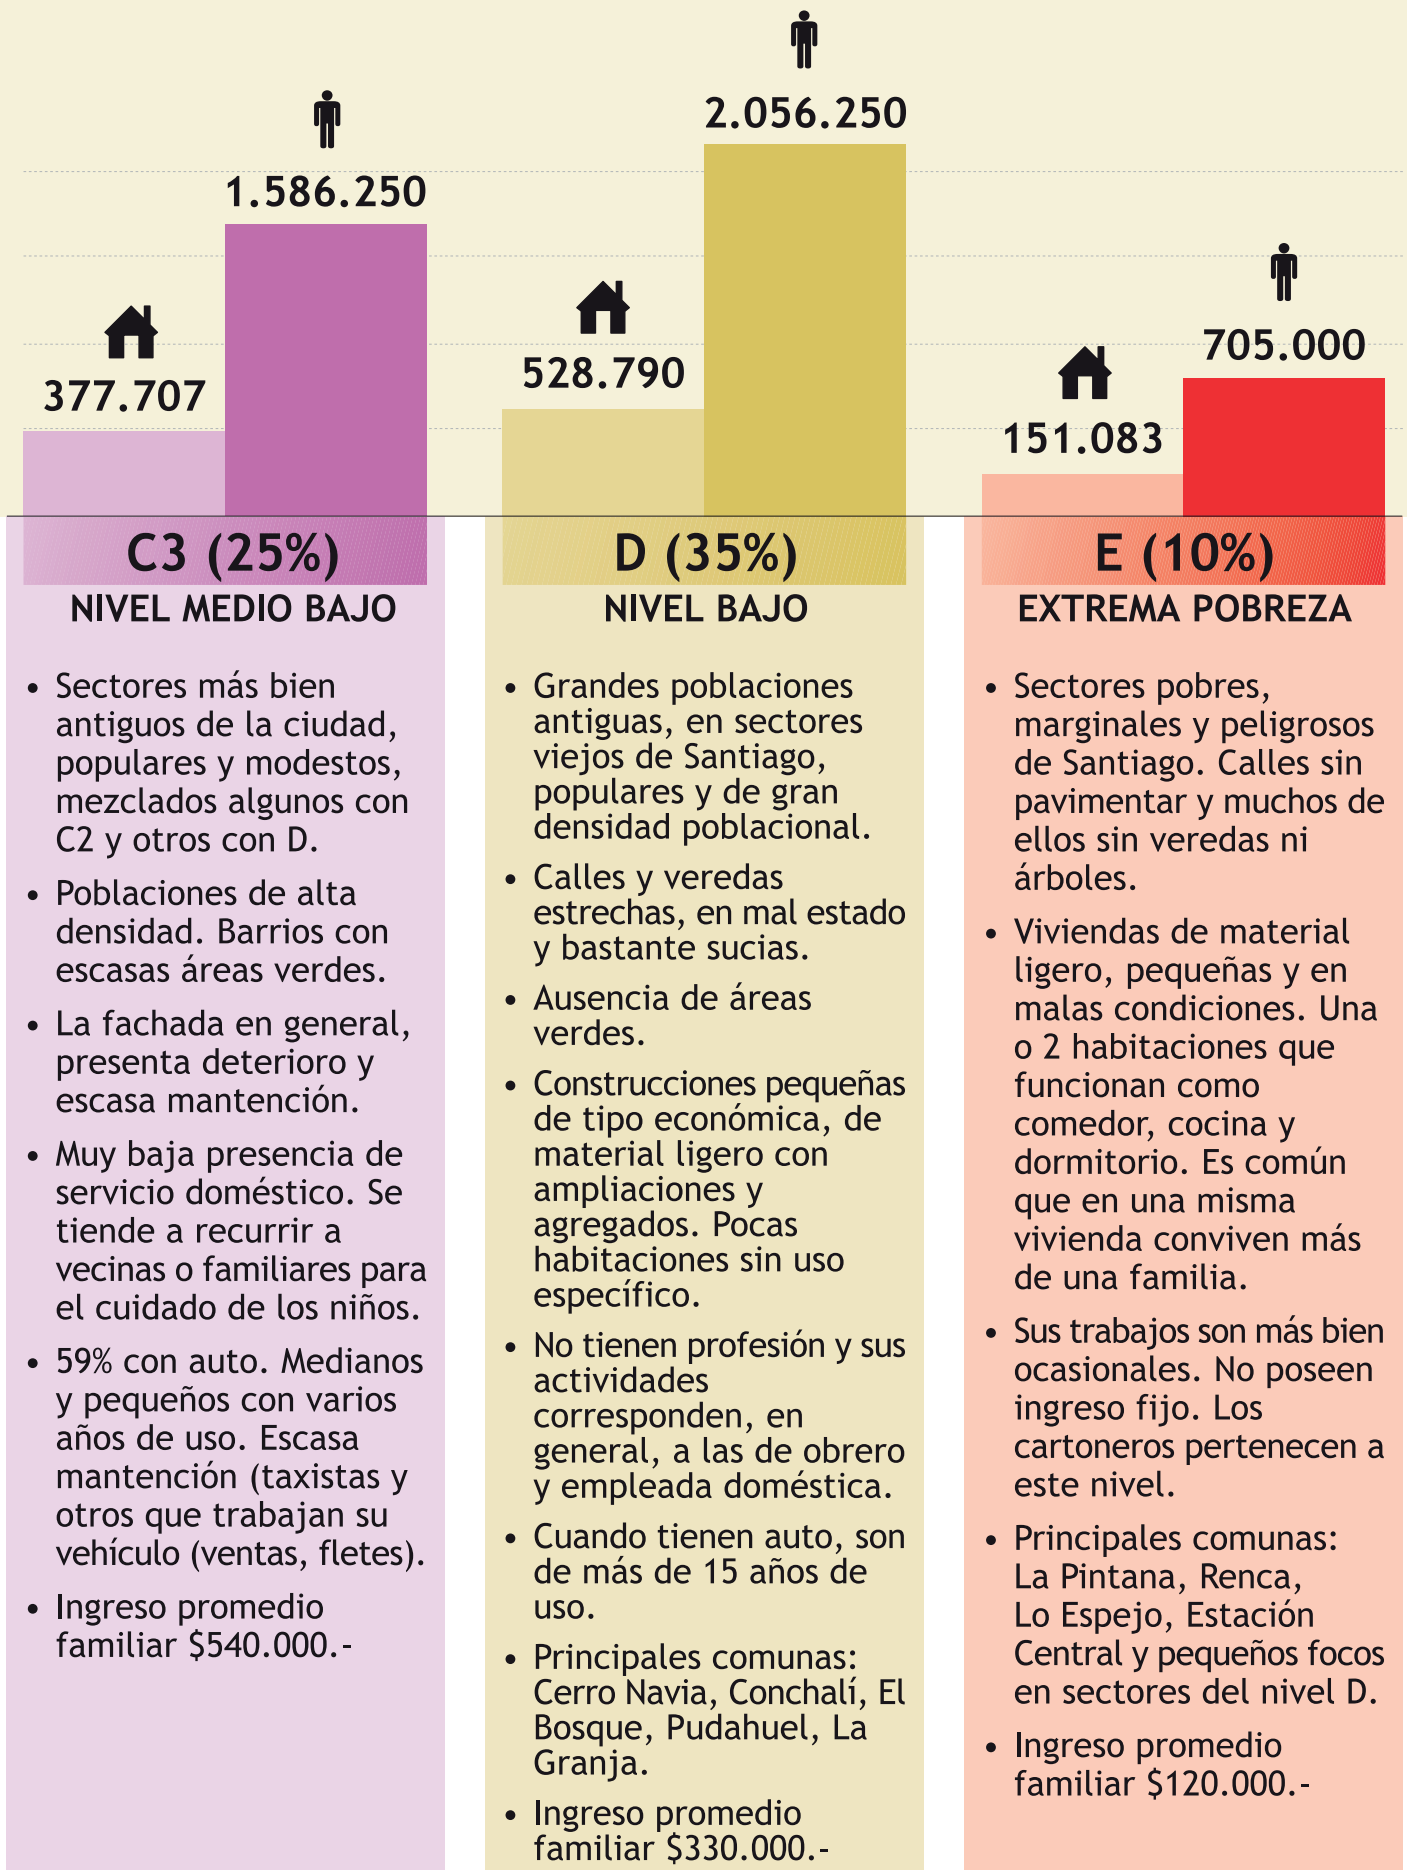 1.586.250
377.707
C3 (25%)
NIVEL MEDIO BAJO
• Sectores más bien
antiguos de la ciudad,
populares y modestos,
mezclados algunos con
C2 y otros con D.
• Poblaciones de alta
densidad. Barrios con
escasas áreas verdes.
• La fachada en general,
presenta deterioro y
escasa mantención.
• Muy baja presencia de
servicio doméstico. Se
tiende a recurrir a
vecinas o familiares para
el cuidado de los niños.
• 59% con auto. Medianos
y pequeños con varios
años de uso. Escasa
mantención (taxistas y
otros que trabajan su
vehículo (ventas, fletes).
• Ingreso promedio
familiar $540.000.-
2.056.250
528.790
D (35%)
NIVEL BAJO
• Grandes poblaciones
antiguas, en sectores
viejos de Santiago,
populares y de gran
densidad poblacional.
• Calles y veredas
estrechas, en mal estado
y bastante sucias.
• Ausencia de áreas
verdes.
• Construcciones pequeñas
de tipo económica, de
material ligero con
ampliaciones y
agregados. Pocas
habitaciones sin uso
específico.
• No tienen profesión y sus
actividades
corresponden, en
general, a las de obrero
y empleada doméstica.
• Cuando tienen auto, son
de más de 15 años de
uso.
• Principales comunas:
Cerro Navia, Conchalí, El
Bosque, Pudahuel, La
Granja.
• Ingreso promedio
familiar $330.000.-
705.000
151.083
E (10%)
EXTREMA POBREZA
• Sectores pobres,
marginales y peligrosos
de Santiago. Calles sin
pavimentar y muchos de
ellos sin veredas ni
árboles.
• Viviendas de material
ligero, pequeñas y en
malas condiciones. Una
o 2 habitaciones que
funcionan como
comedor, cocina y
dormitorio. Es común
que en una misma
vivienda conviven más
de una familia.
• Sus trabajos son más bien
ocasionales. No poseen
ingreso fijo. Los
cartoneros pertenecen a
este nivel.
• Principales comunas:
La Pintana, Renca,
Lo Espejo, Estación
Central y pequeños focos
en sectores del nivel D.
• Ingreso promedio
familiar $120.000.-